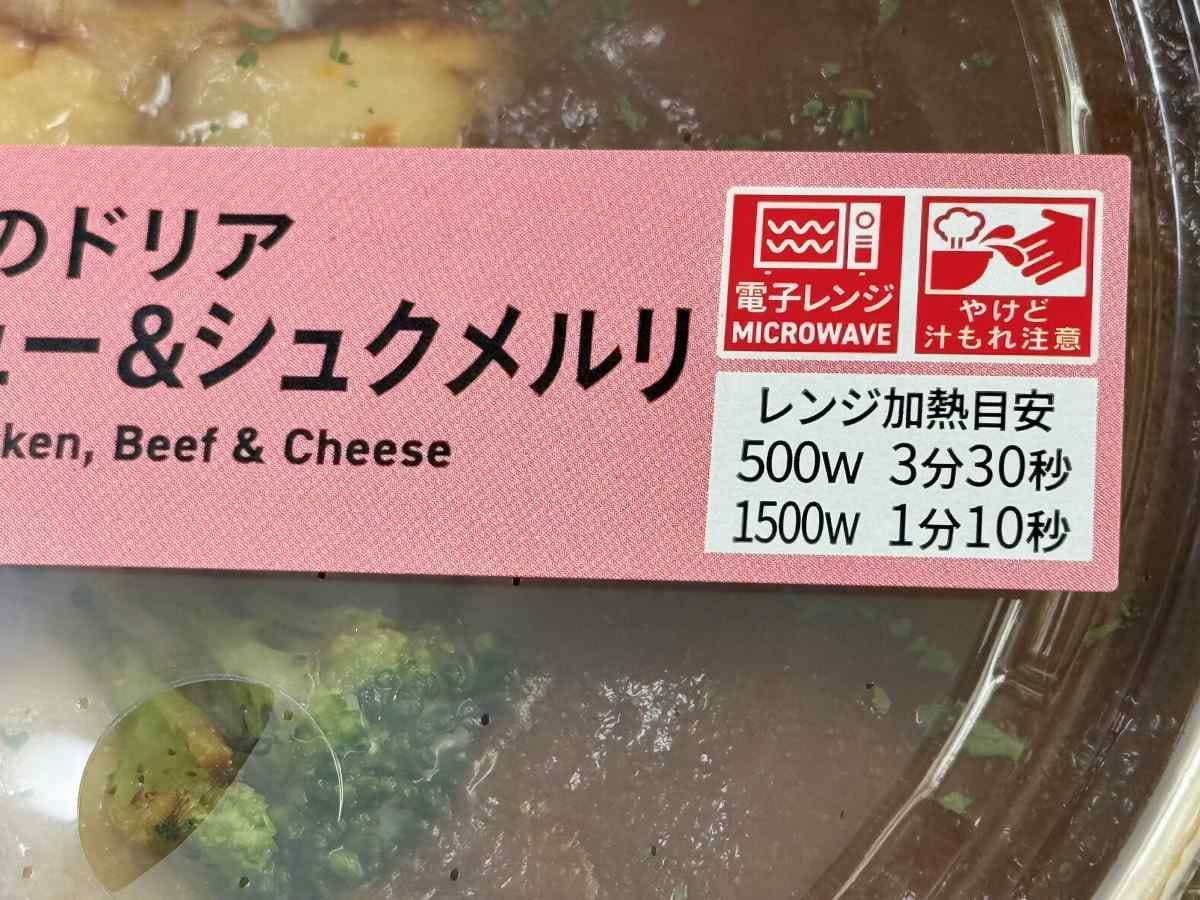 のドリア
ュー&シュクメルリ
ken, Beef & Cheese
電子レンジ
MICROWAVE
やけど
汁もれ注意
レンジ加熱目安
500W 3分30秒
1500W 1分10秒